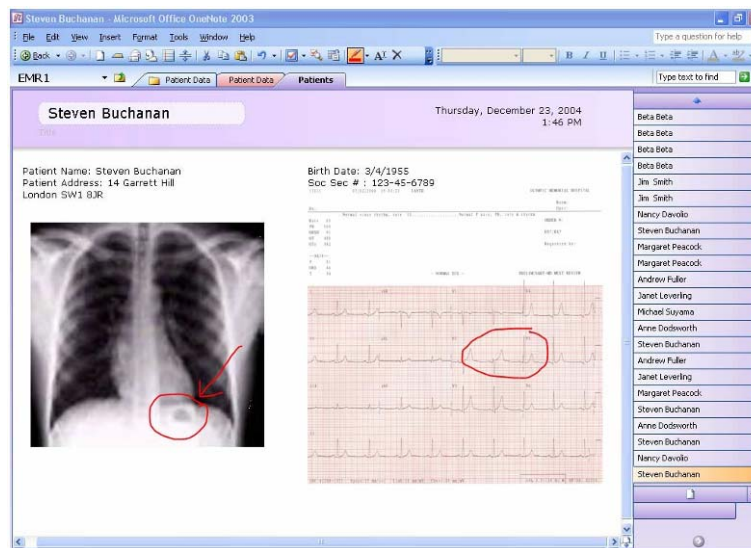 Steven Buchanan - Microsoft Office OneNote 2003
File Edit View Insert Format Tools Window Help
Type a question for help
Back
EMR1 Patient Data Patient Data Patients
Type text to find
Steven Buchanan
Title
Thursday, December 23, 2004
1:46 PM
Patient Name: Steven Buchanan
Patient Address: 14 Garrett Hill
London SW1 8JR
Birth Date: 3/4/1955
Soc Sec # : 123-45-6789
Beta Beta
Beta Beta
Beta Beta
Beta Beta
Jim Smith
Jim Smith
Nancy Davolio
Steven Buchanan
Margaret Peacock
Margaret Peacock
Andrew Fuller
Janet Leverling
Michael Suyama
Anne Dodsworth
Steven Buchanan
Andrew Fuller
Janet Leverling
Margaret Peacock
Steven Buchanan
Anne Dodsworth
Steven Buchanan
Nancy Davolio
Steven Buchanan